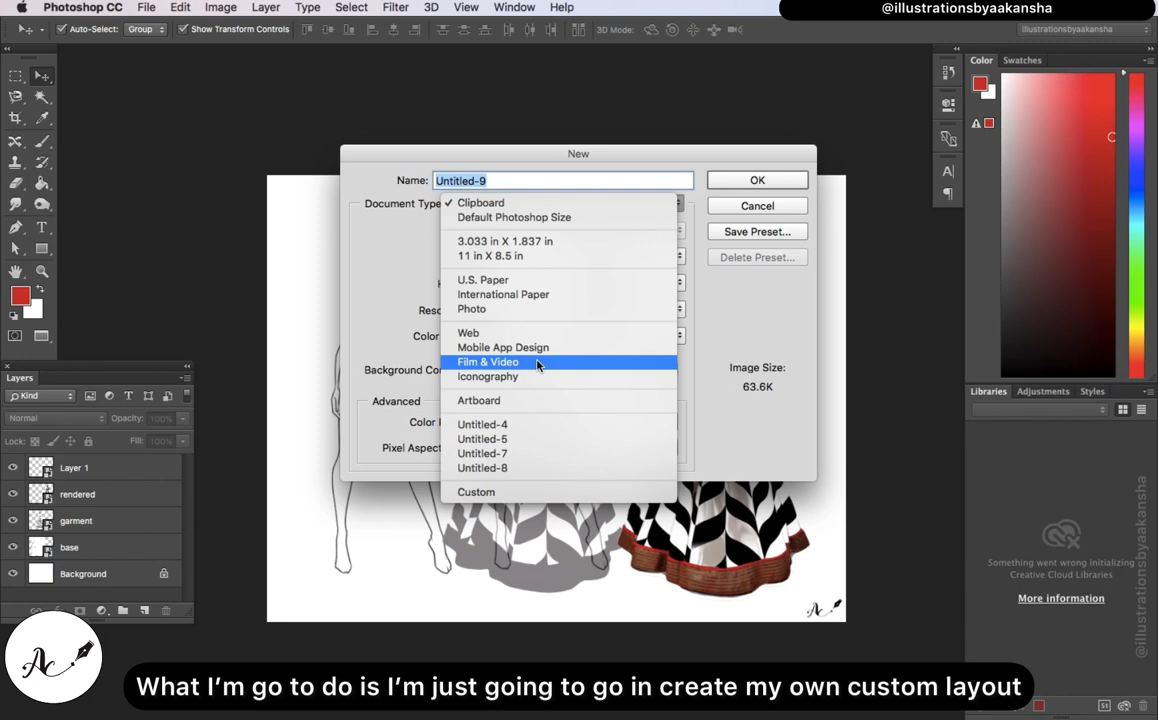 Photoshop CC File Edit Image Layer Type Select Filter 3D View Window Help
@illustrationsbyaakansha
Auto-Select: Group Show Transform Controls
3D Mode:
illustrationsbyaakansha
Color Swatches
New
Name: Untitled-9
OK
Document Type
Clipboard
Cancel
Default Photoshop Size
Save Preset...
3.033 in X 1.837 in
11 in X 8.5 in
Delete Preset...
U.S. Paper
International Paper
Photo
Reso
Web
Color
Mobile App Design
Film & Video
Background Co
Iconography
Image Size:
63.6K
Advanced
Artboard
Color
Untitled-4
Untitled-5
Pixel Aspec
Untitled-7
Untitled-8
Custom
Layers
Kind
Normal Opacity: 100%
Lock: Fill: 100%
Layer 1
rendered
garment
base
Background
Libraries Adjustments Styles
Something went wrong initializing
Creative Cloud Libraries
More information
@illustrationsbyaakansha
Ac
Ac
What I'm go to do is I'm just going to go in create my own custom layout